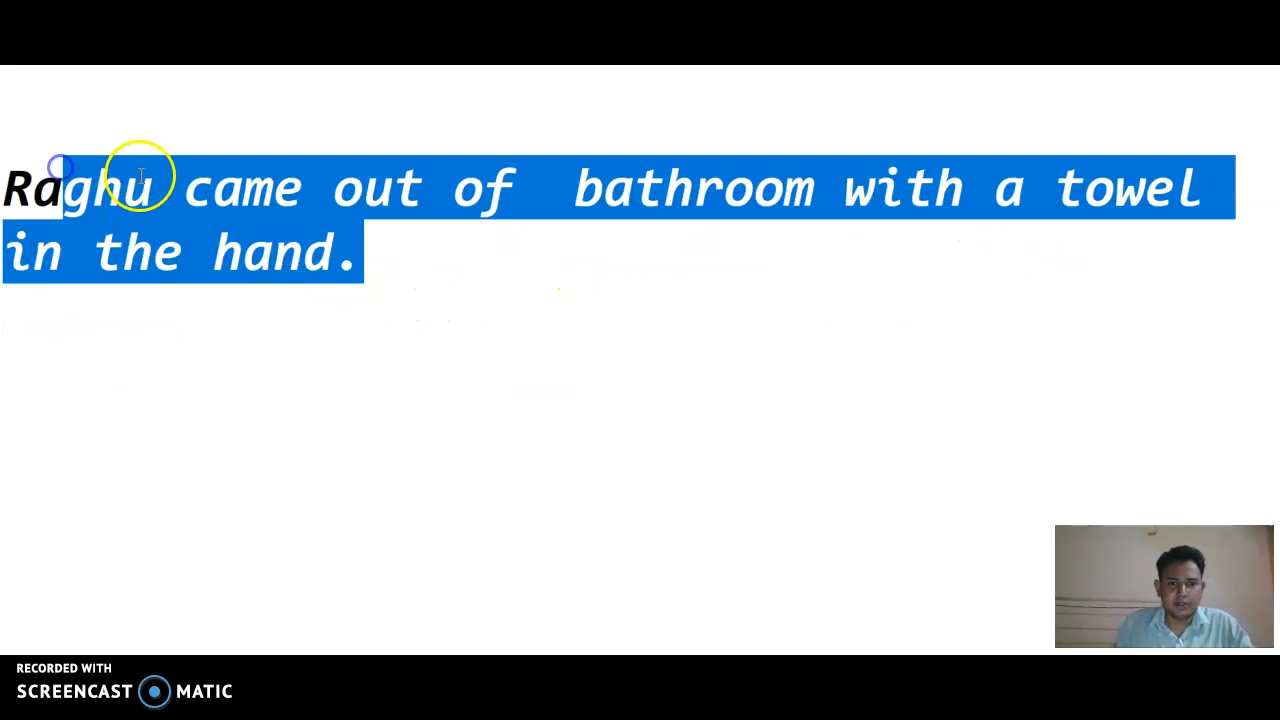 Raghu came out of  bathroom with a towel
in the hand.
RECORDED WITH
SCREENCAST MATIC